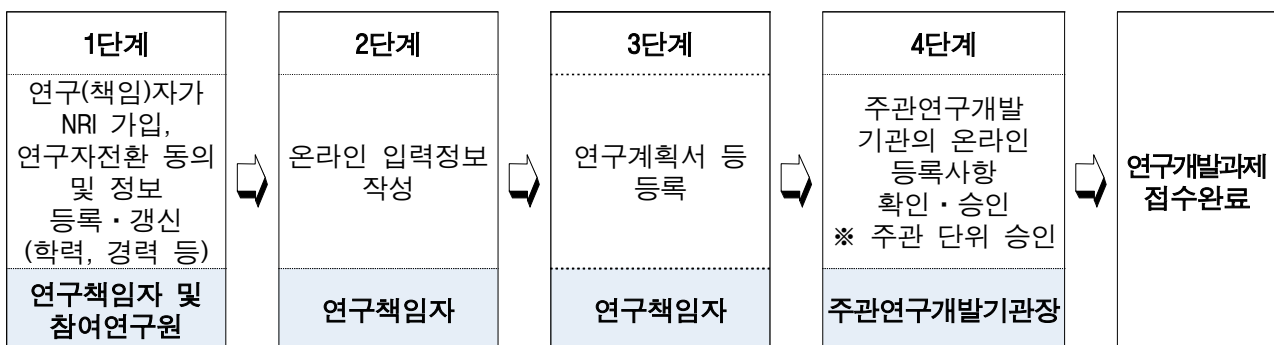 1단계
연구(책임)자가
NRI 가입,
연구자전환 동의
및 정보
등록·갱신
(학력, 경력 등)
연구책임자 및
참여연구원
2단계
온라인 입력정보
작성
연구책임자
3단계
연구계획서 등
등록
연구책임자
4단계
주관연구개발
기관의 온라인
등록사항
확인·승인
※ 주관 단위 승인
주관연구개발기관장
연구개발과제
접수완료